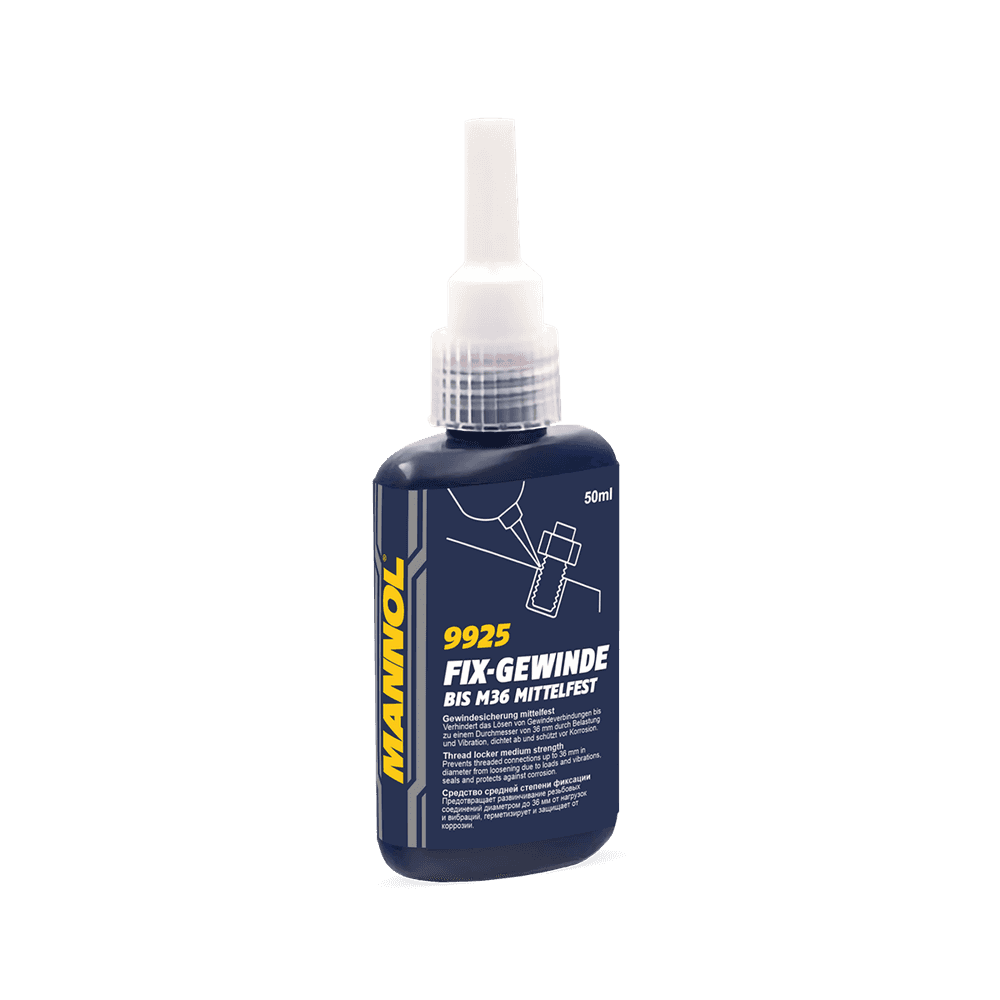 50ml
MANNOL®
9925
FIX-GEWINDE
BIS M36 MITTELFEST
Gewindesicherung mittelfest
Verhindert das Lösen von Gewindeverbindungen bis
zu einem Durchmesser von 36 mm durch Belastung
und Vibration, dichtet ab und schützt vor Korrosion.
Thread locker medium strength
Prevents threaded connections up to 36 mm in
diameter from loosening due to loads and vibrations,
seals and protects against corrosion.
Средство средней степени фиксации
Предотвращает развинчивание резьбовых
соединений диаметром до 36 мм от нагрузок
и вибраций, герметизирует и защищает от
коррозии.